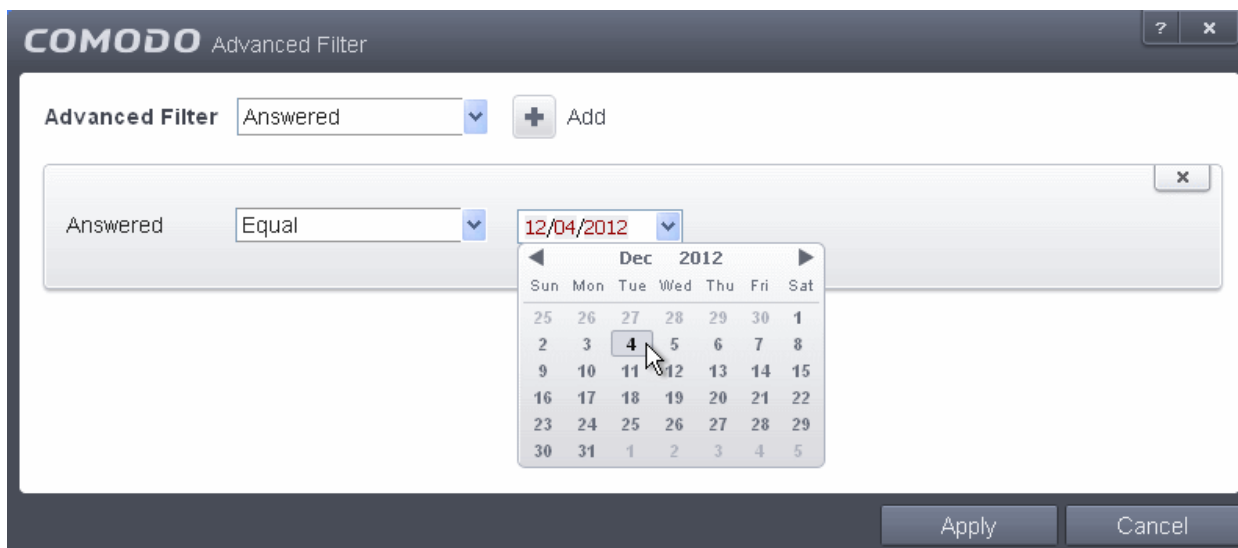 COMODO Advanced Filter ? x
Advanced Filter Answered + Add
x
Answered Equal 12/04/2012
Dec 2012
Sun Mon Tue Wed Thu Fri Sat
25 26 27 28 29 30 1
2 3 4 5 6 7 8
9 10 11 12 13 14 15
16 17 18 19 20 21 22
23 24 25 26 27 28 29
30 31 1 2 3 4 5
Apply Cancel